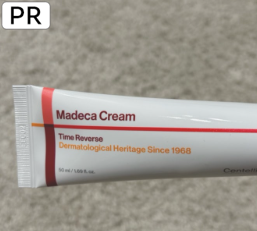 PR
Madeca Cream
Time Reverse
Dermatological Heritage Since 1968